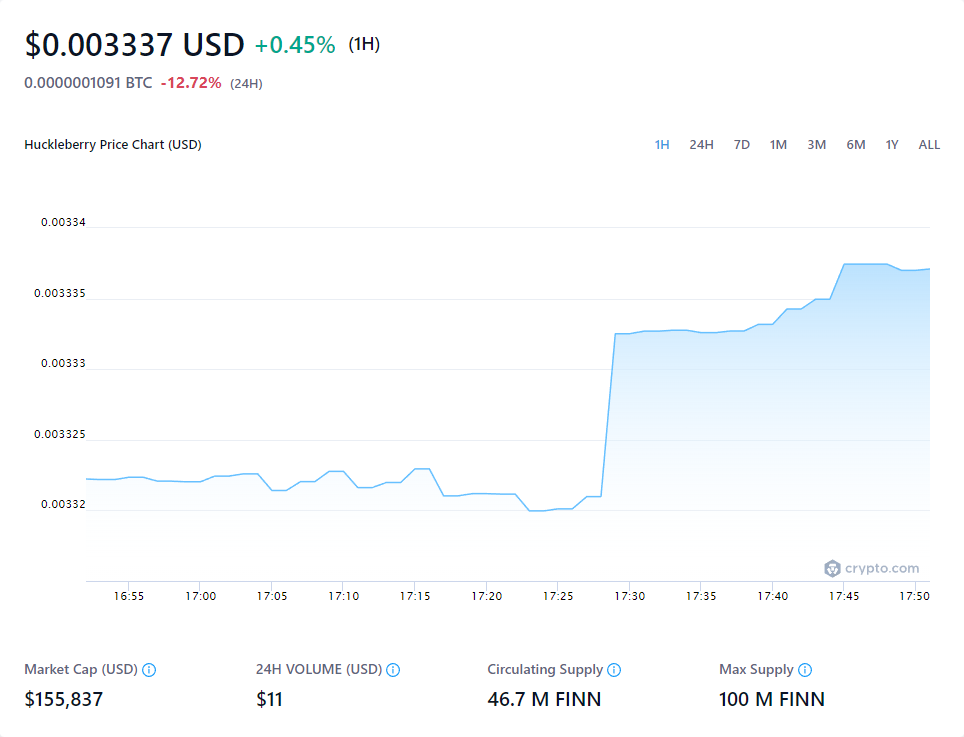 $0.003337 USD +0.45% (1H)
0.0000001091 BTC -12.72% (24H)
Huckleberry Price Chart (USD)
1H 24H 7D 1M 3M 6M 1Y ALL
0.00334
0.003335
0.00333
0.003325
0.00332
crypto.com
16:55 17:00 17:05 17:10 17:15 17:20 17:25 17:30 17:35 17:40 17:45 17:50
Market Cap (USD) 24H VOLUME (USD) Circulating Supply Max Supply
$155,837 $11 46.7 M FINN 100 M FINN